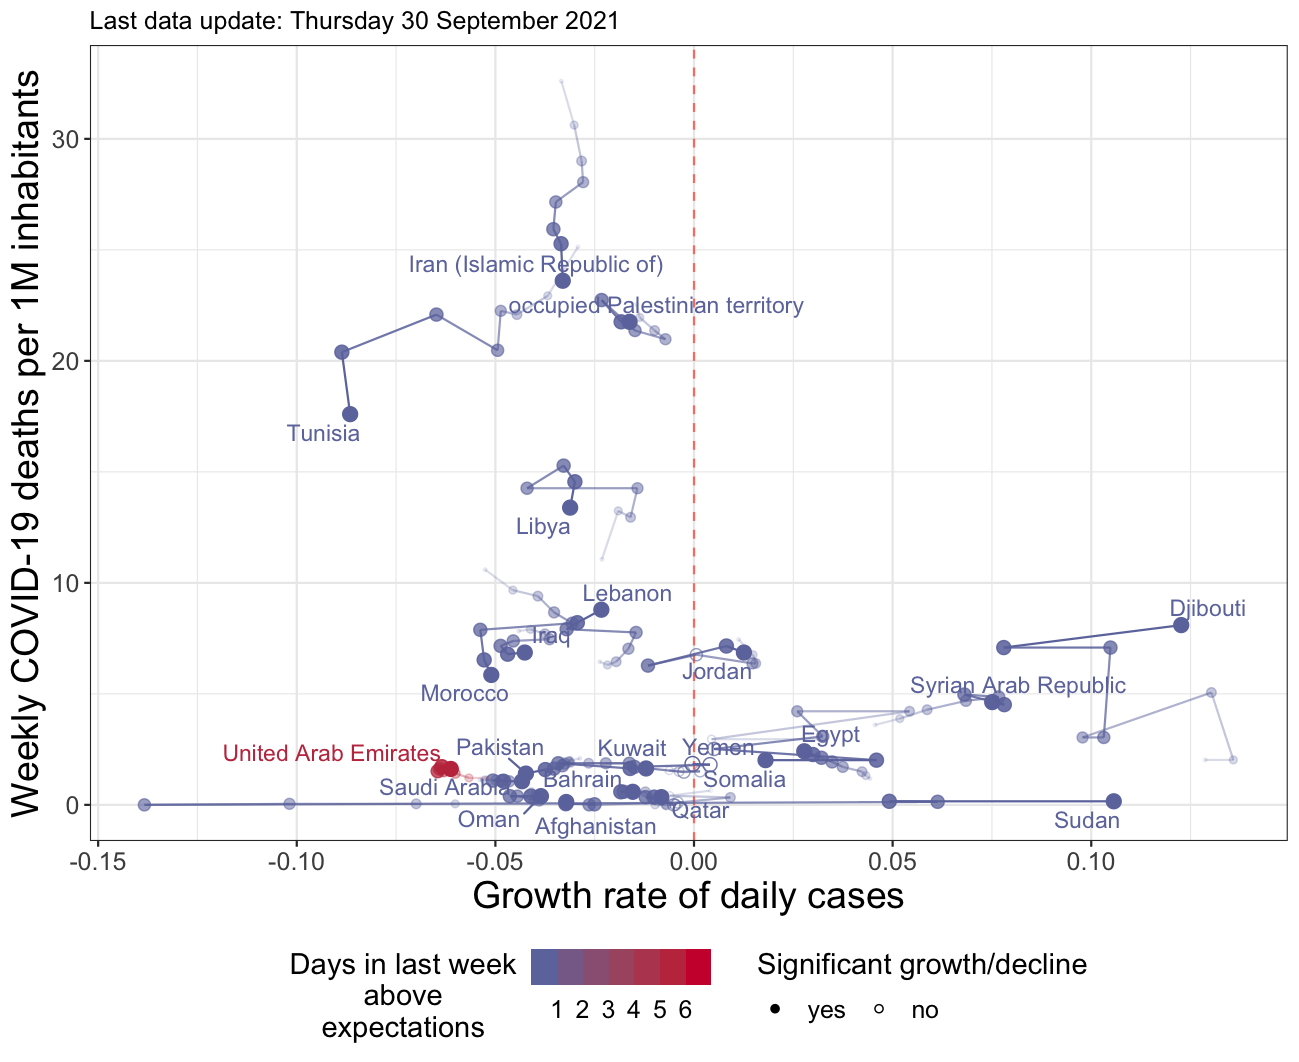 Last data update: Thursday 30 September 2021
Weekly COVID-19 deaths per 1M inhabitants
30
20
10
0
Iran (Islamic Republic of)
occupied Palestinian territory
Tunisia
Libya
Lebanon
Iraq
Morocco
Jordan
Djibouti
Syrian Arab Republic
Egypt
United Arab Emirates
Pakistan
Kuwait
Yemen
Saudi Arabia
Bahrain
Somalia
Oman
Afghanistan
Qatar
Sudan
-0.15 -0.10 -0.05 0.00 0.05 0.10
Growth rate of daily cases
Days in last week
above
expectations
1 2 3 4 5 6
Significant growth/decline
yes no